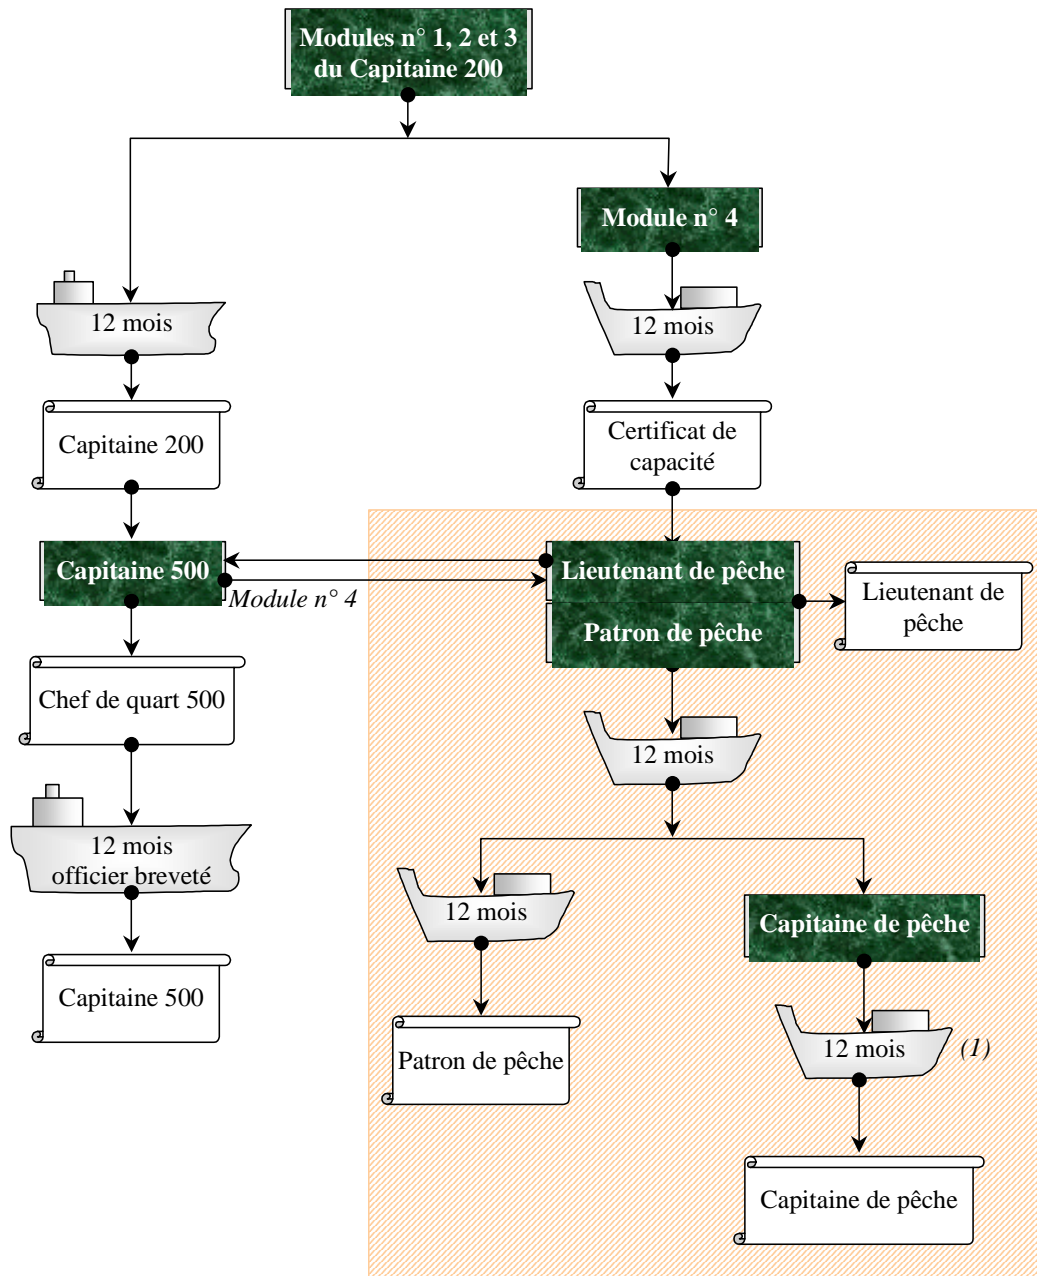 Modules n° 1, 2 et 3
du Capitaine 200
Module n° 4
12 mois
12 mois
Capitaine 200
Certificat de
capacité
Capitaine 500
Module n° 4
Lieutenant de pêche
Patron de pêche
Lieutenant de
pêche
Chef de quart 500
12 mois
12 mois
officier breveté
12 mois
Capitaine de pêche
Capitaine 500
Patron de pêche
12 mois
(1)
Capitaine de pêche